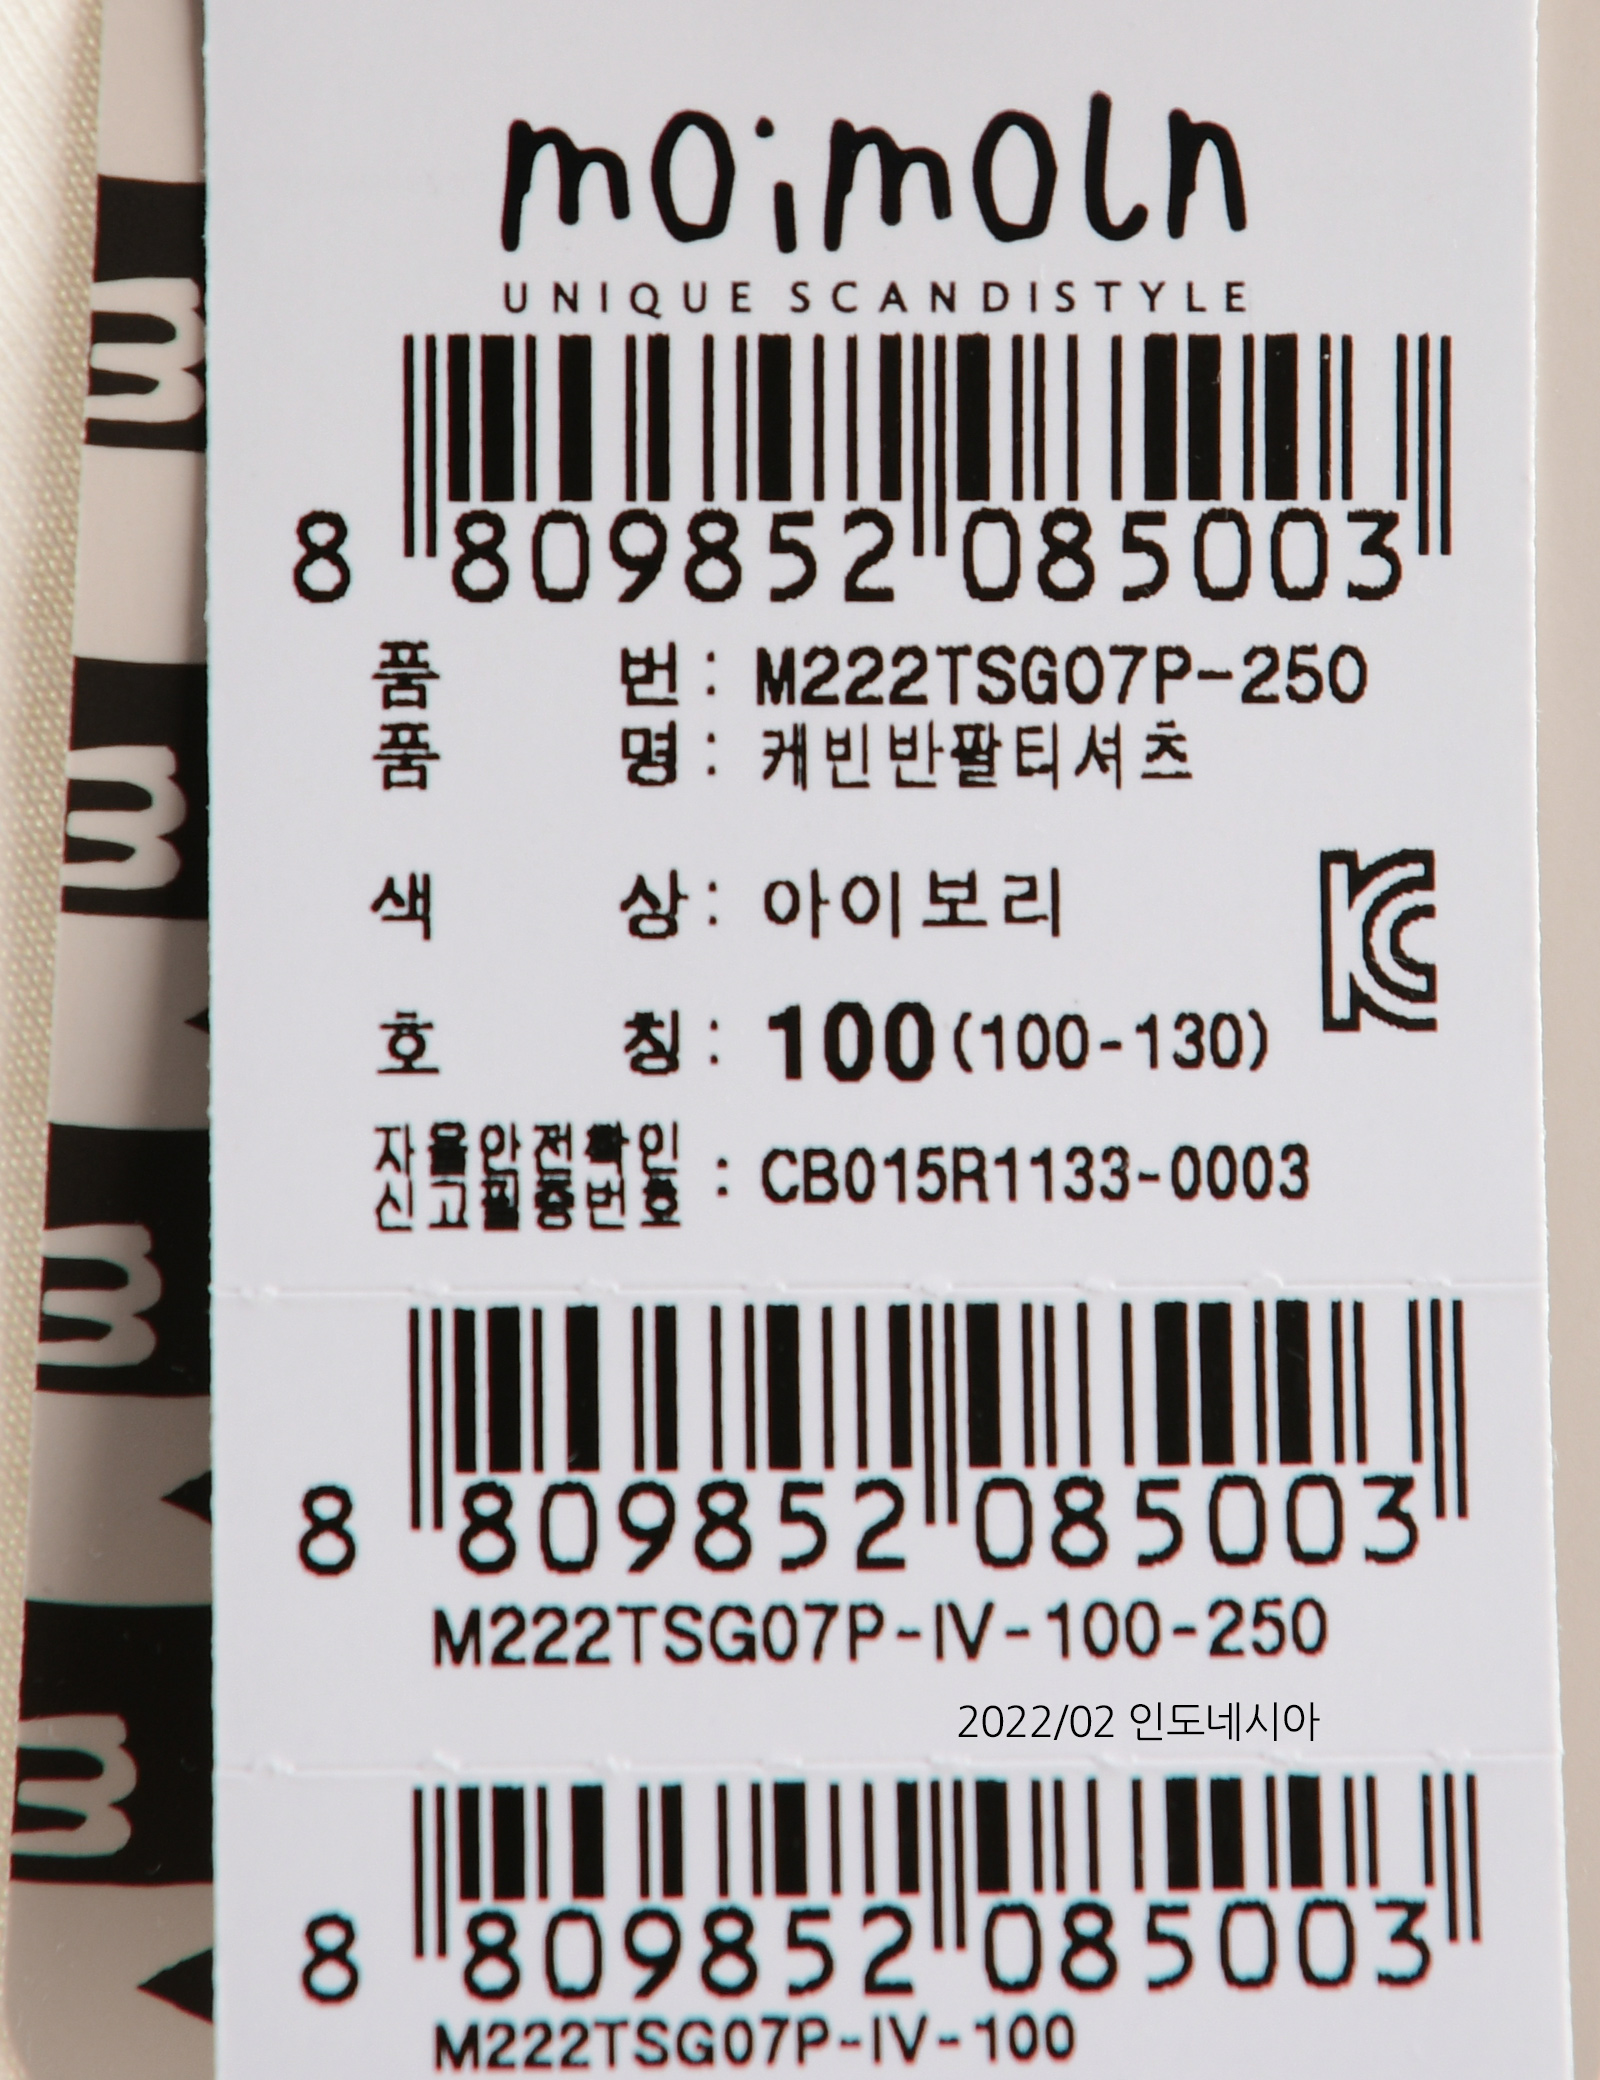 moimoln
UNIQUE SCANDISTYLE
8 809852 085003
품 번 : M222TSG07P-250
품 명 : 케빈반팔티셔츠
색 상 : 아이보리
호 칭 : 100(100-130)
자율안전확인
신고필증번호 : CB015R1133-0003
8 809852 085003
M222TSG07P-IV-100-250
2022/02 인도네시아
8 809852 085003
M222TSG07P-IV-100
m
m
m
m